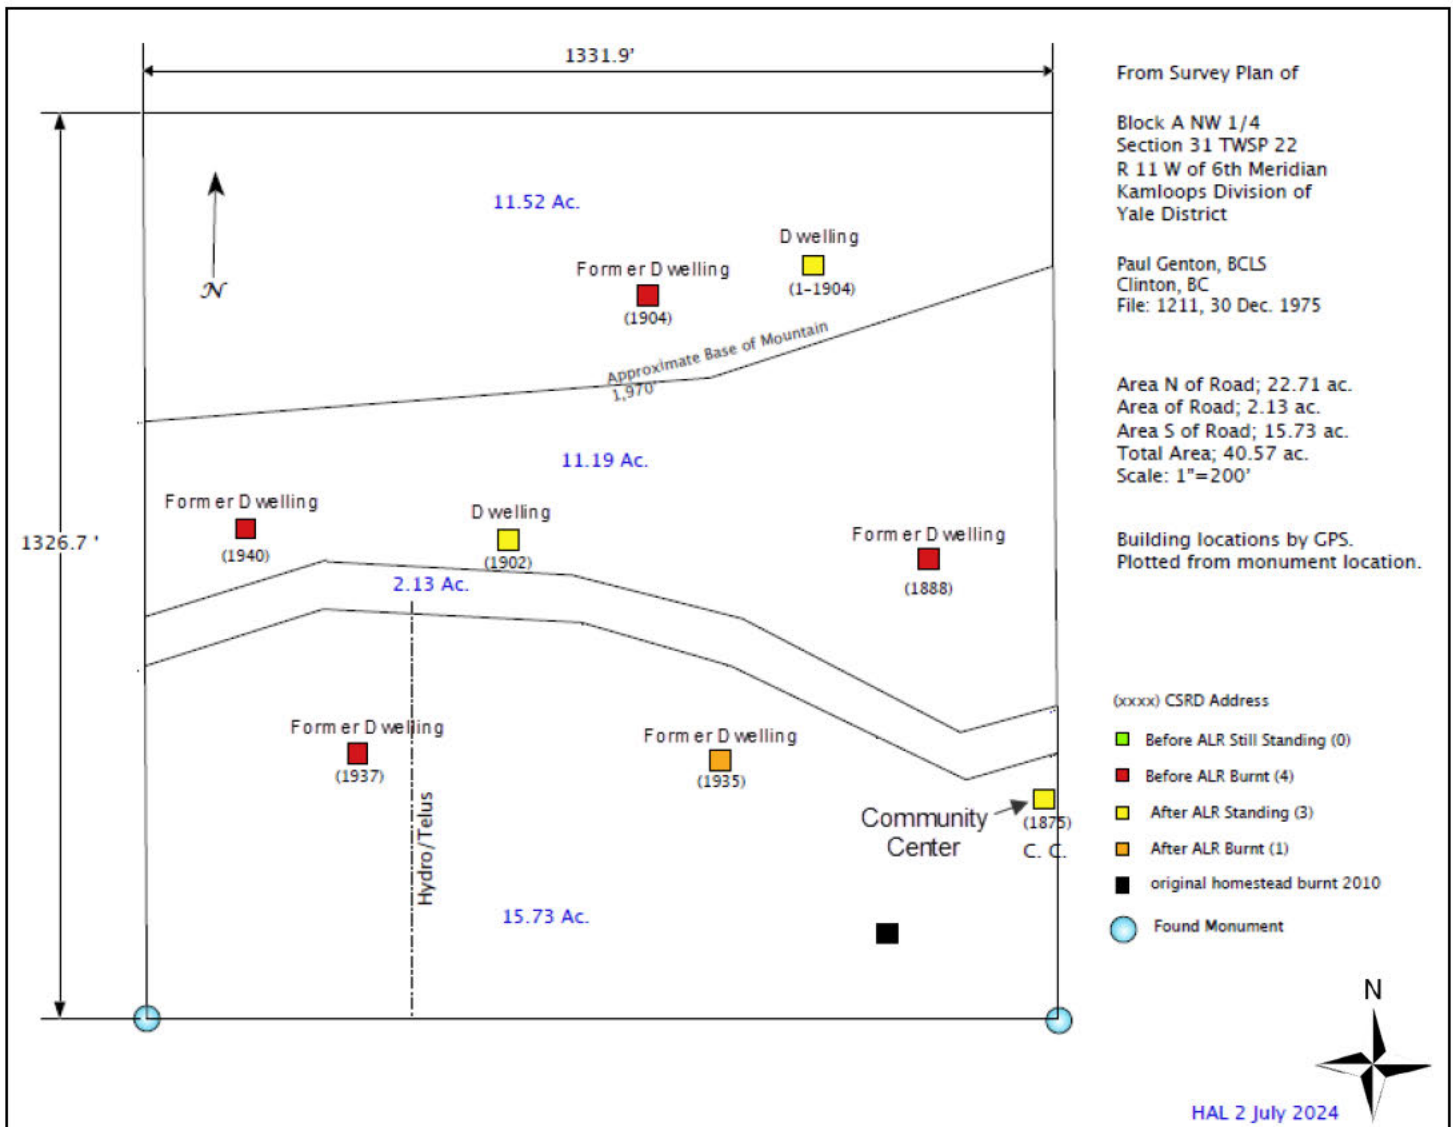 1331.9'
From Survey Plan of
Block A NW 1/4
Section 31 TWSP 22
R 11 W of 6th Meridian
Kamloops Division of
Yale District
Paul Genton, BCLS
Clinton, BC
File: 1211, 30 Dec. 1975
Area N of Road; 22.71 ac.
Area of Road; 2.13 ac.
Area S of Road; 15.73 ac.
Total Area; 40.57 ac.
Scale: 1"=200'
Building locations by GPS.
Plotted from monument location.
N
11.52 Ac.
Dwelling
(1-1904)
Former Dwelling
(1904)
Approximate Base of Mountain
1,970'
11.19 Ac.
1326.7 '
Former Dwelling
(1940)
Dwelling
(1902)
Former Dwelling
(1888)
2.13 Ac.
Former Dwelling
(1937)
Former Dwelling
(1935)
Hydro/Telus
Community
Center
(1875)
C. C.
15.73 Ac.
(xxxx) CSRD Address
Before ALR Still Standing (0)
Before ALR Burnt (4)
After ALR Standing (3)
After ALR Burnt (1)
original homestead burnt 2010
Found Monument
N
HAL 2 July 2024